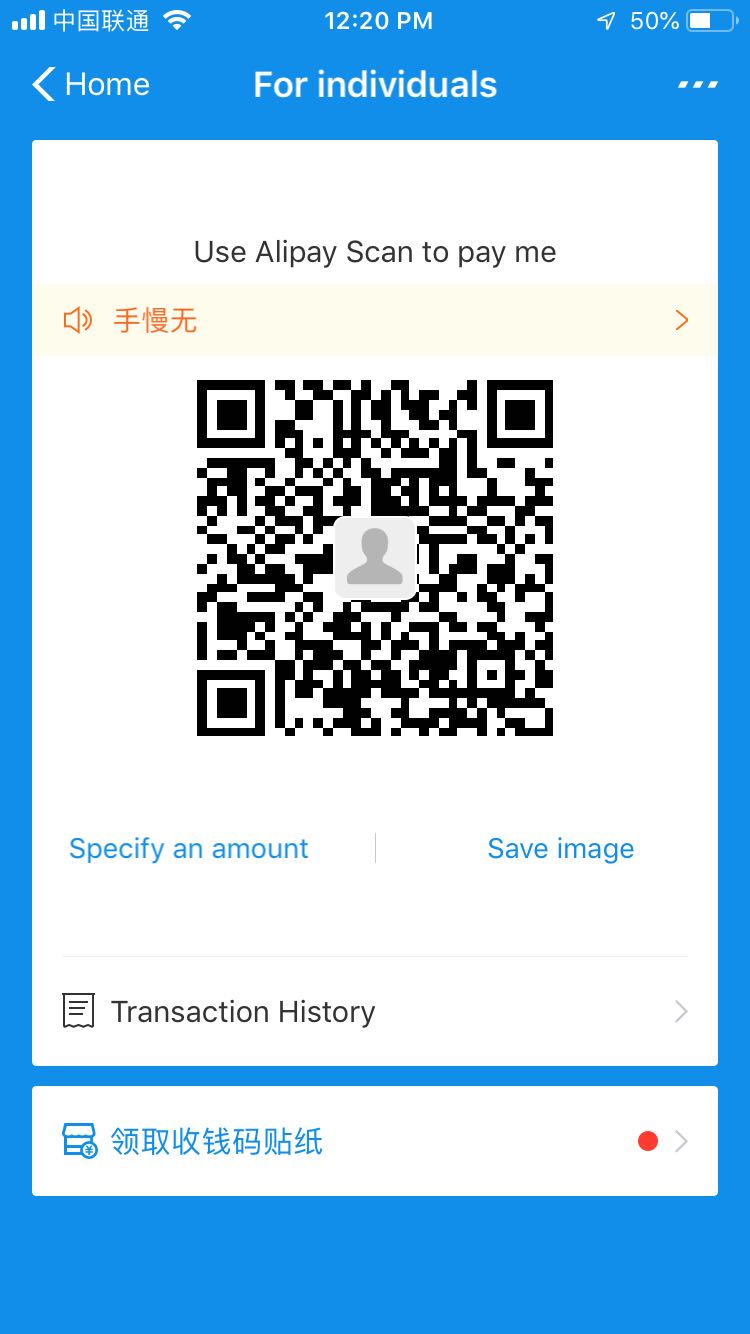 中国联通 12:20 PM 50%
Home For individuals
Use Alipay Scan to pay me
手慢无
Specify an amount Save image
Transaction History
领取收钱码贴纸